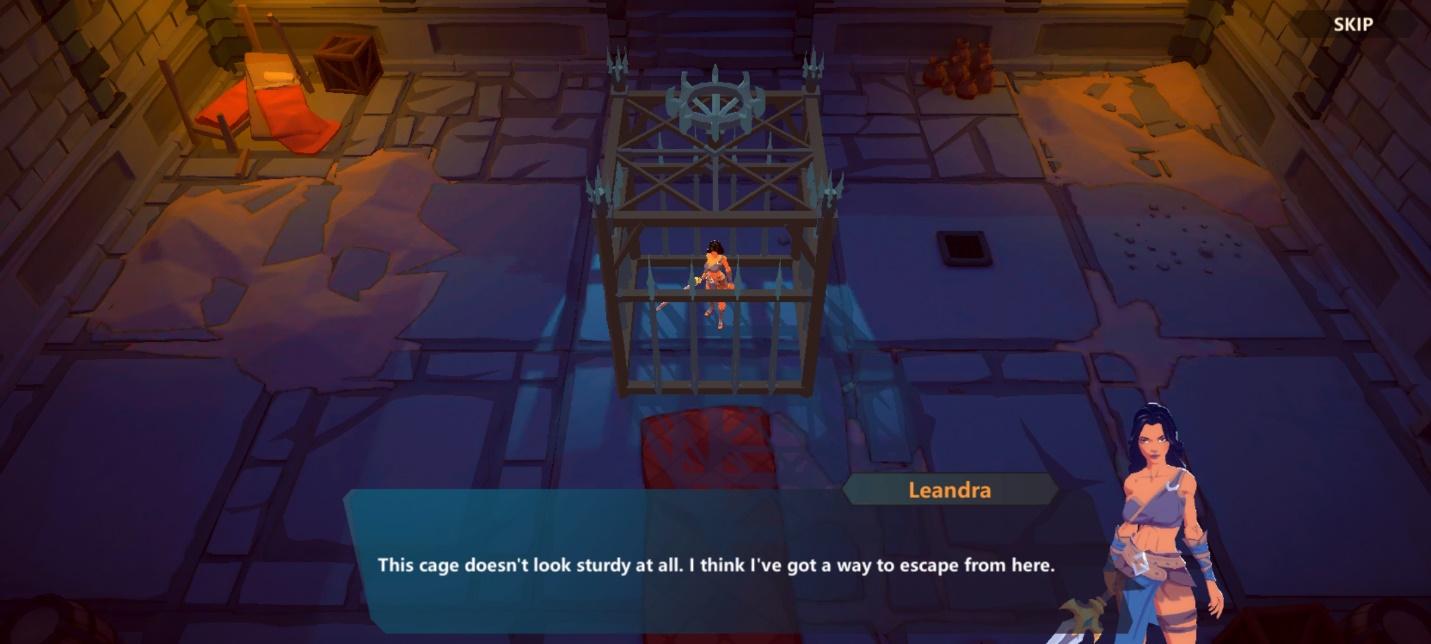 SKIP
Leandra
This cage doesn't look sturdy at all. I think I've got a way to escape from here.